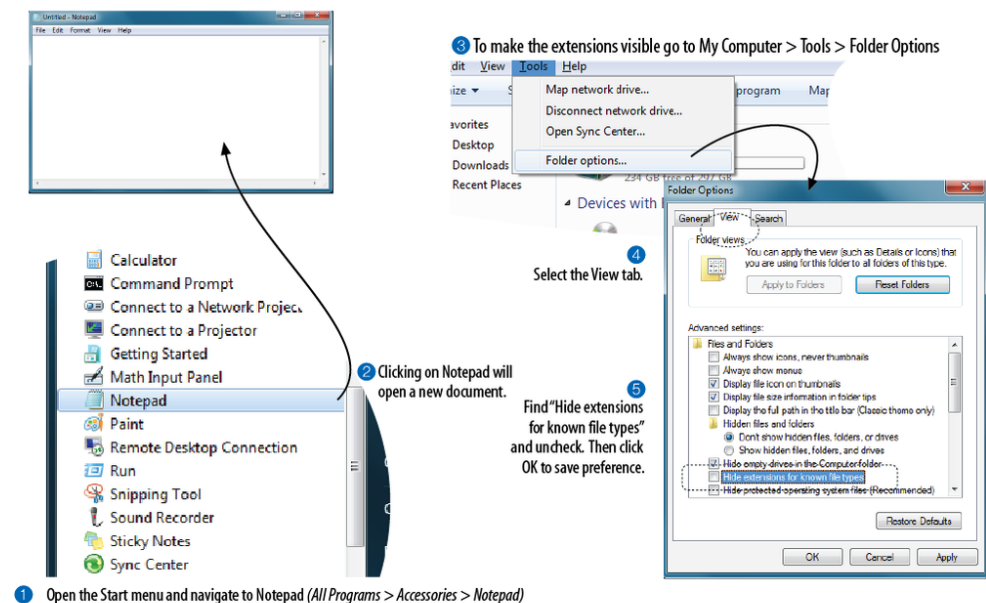 Untitled - Notepad
File Edit Format View Help
3 To make the extensions visible go to My Computer > Tools > Folder Options
dit View Tools Help
ize
Map network drive...
program
Map
Disconnect network drive...
Open Sync Center...
Folder options...
avorites
Desktop
Downloads
Recent Places
234 GB free of 297 GB
Devices with
Folder Options
General View Search
Folder views
You can apply the view (such as Details or Icons) that
you are using for this folder to all folders of this type.
Apply to Folders Reset Folders
4
Select the View tab.
Advanced settings:
Files and Folders
Always show icons, never thumbnails
Always show menus
Display file icon on thumbnails
Display file size information in folder tips
Display the full path in the title bar (Classic theme only)
Hidden files and folders
Don't show hidden files, folders, or drives
Show hidden files, folders, and drives
Hide empty drives in the Computer folder
Hide extensions for known file types
Hide protected operating system files (Recommended)
Restore Defaults
OK Cancel Apply
Calculator
Command Prompt
Connect to a Network Projec
Connect to a Projector
Getting Started
Math Input Panel
Notepad
Paint
Remote Desktop Connection
Run
Snipping Tool
Sound Recorder
Sticky Notes
Sync Center
2 Clicking on Notepad will
open a new document.
5
Find “Hide extensions
for known file types”
and uncheck. Then click
OK to save preference.
1 Open the Start menu and navigate to Notepad (All Programs > Accessories > Notepad)